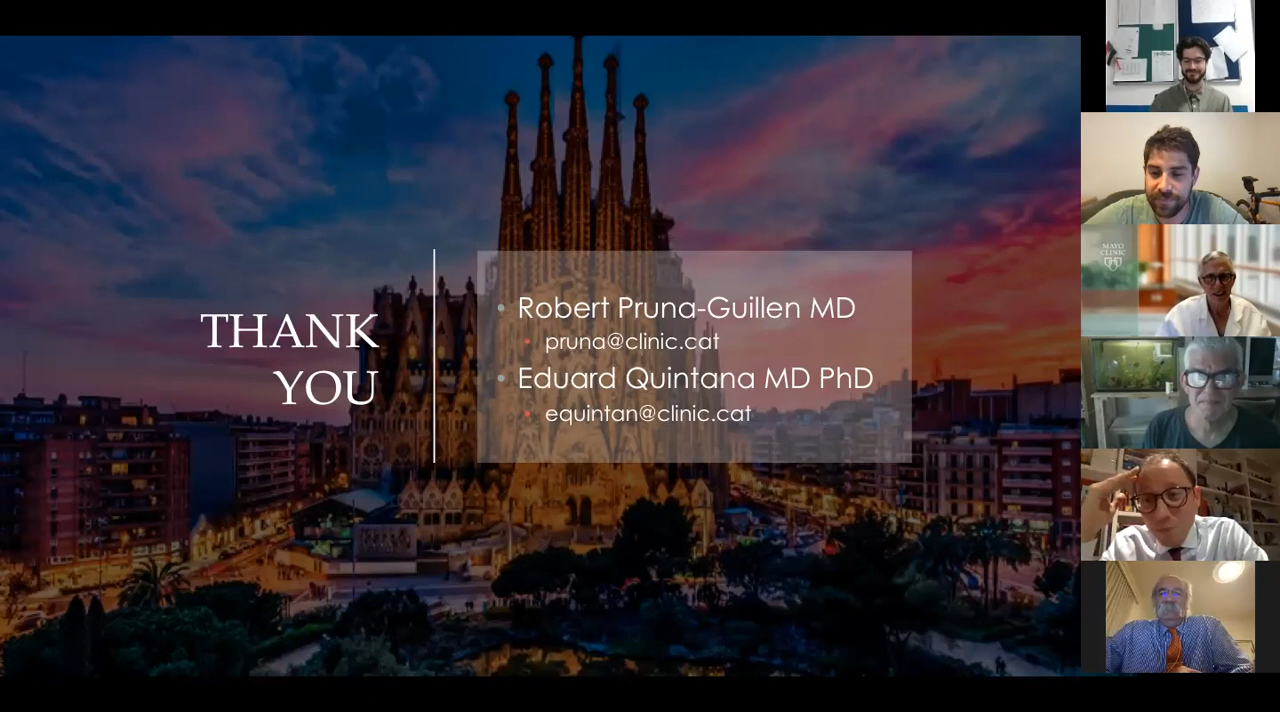 THANK
YOU
• Robert Pruna-Guillen MD
• pruna@clinic.cat
• Eduard Quintana MD PhD
• equintan@clinic.cat
MAYO
CLINIC